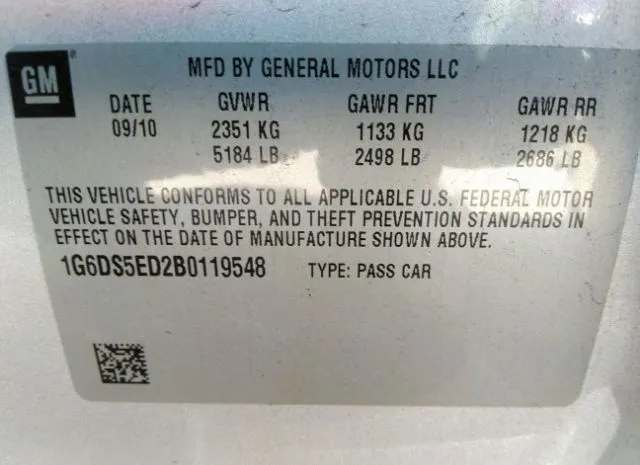 GM
MFD BY GENERAL MOTORS LLC
DATE GVWR GAWR FRT GAWR RR
09/10 2351 KG 1133 KG 1218 KG
5184 LB 2498 LB 2686 LB
THIS VEHICLE CONFORMS TO ALL APPLICABLE U.S. FEDERAL MOTOR
VEHICLE SAFETY, BUMPER, AND THEFT PREVENTION STANDARDS IN
EFFECT ON THE DATE OF MANUFACTURE SHOWN ABOVE.
1G6DS5ED2B0119548 TYPE: PASS CAR